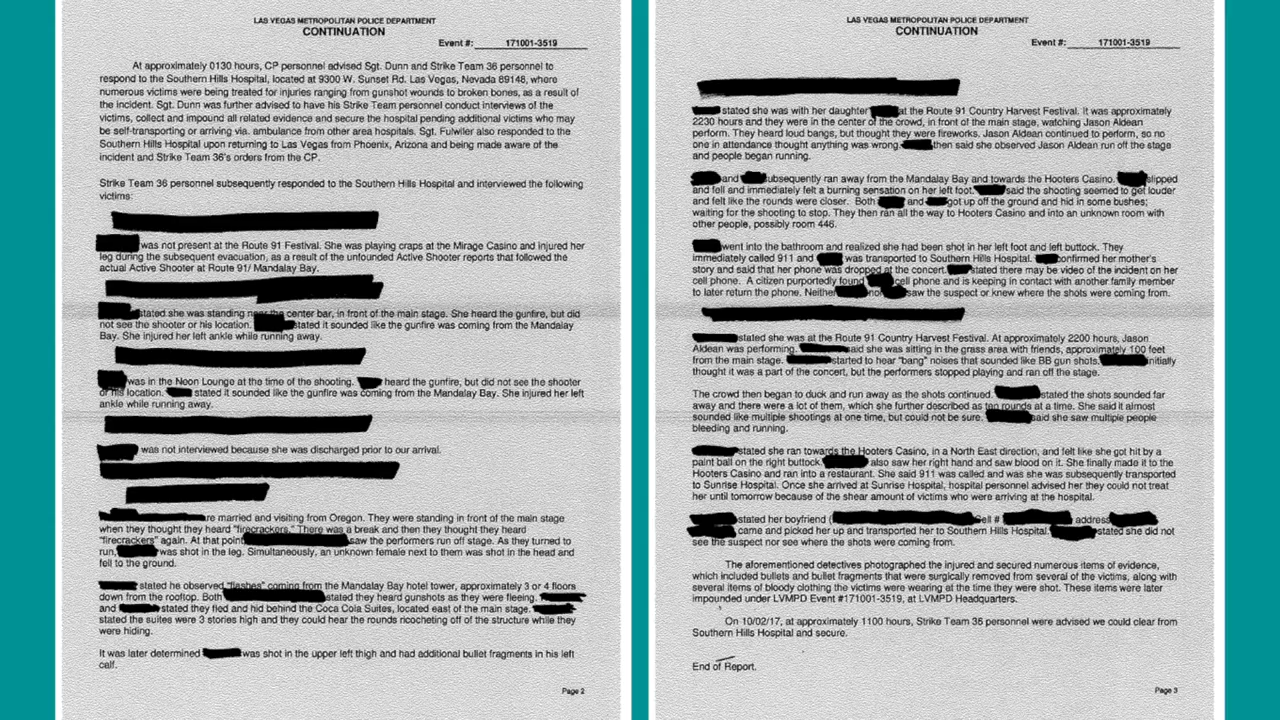 LAS VEGAS METROPOLITAN POLICE DEPARTMENT
CONTINUATION
Event #: 171001-3519
At approximately 0130 hours, CP personnel advised Sgt. Dunn and Strike Team 36 personnel to
respond to the Southern Hills Hospital, located at 9300 W. Sunset Rd. Las Vegas, Nevada 89148, where
numerous victims were being treated for injuries ranging from gunshot wounds to broken bones, as a result of
the incident. Sgt. Dunn was further advised to have his Strike Team personnel conduct interviews of the
victims, collect and impound all related evidence and secure the hospital pending additional victims who may
be self-transporting or arriving via. ambulance from other area hospitals. Sgt. Fulwiler also responded to the
Southern Hills Hospital upon returning to Las Vegas from Phoenix, Arizona and being made aware of the
incident and Strike Team 36's orders from the CP.
Strike Team 36 personnel subsequently responded to the Southern Hills Hospital and interviewed the following
victims:
was not present at the Route 91 Festival. She was playing craps at the Mirage Casino and injured her
leg during the subsequent evacuation, as a result of the unfounded Active Shooter reports that followed the
actual Active Shooter at Route 91/ Mandalay Bay.
stated she was standing near the center bar, in front of the main stage. She heard the gunfire, but did
not see the shooter or his location. stated it sounded like the gunfire was coming from the Mandalay
Bay. She injured her left ankle while running away.
was in the Neon Lounge at the time of the shooting. heard the gunfire, but did not see the shooter
or his location. stated it sounded like the gunfire was coming from the Mandalay Bay. She injured her left
ankle while running away.
was not interviewed because she was discharged prior to our arrival.
are married and visiting from Oregon. They were standing in front of the main stage
when they thought they heard "firecrackers." There was a break and then they thought they heard
"firecrackers" again. At that point saw the performers run off stage. As they turned to
run, was shot in the leg. Simultaneously, an unknown female next to them was shot in the head and
fell to the ground.
stated he observed "flashes" coming from the Mandalay Bay hotel tower, approximately 3 or 4 floors
down from the rooftop. Both stated they heard gunshots as they were fleeing.
and stated they fled and hid behind the Coca Cola Suites, located east of the main stage.
stated the suites were 3 stories high and they could hear the rounds ricocheting off of the structure while they
were hiding.
It was later determined was shot in the upper left thigh and had additional bullet fragments in his left
calf.
Page 2
LAS VEGAS METROPOLITAN POLICE DEPARTMENT
CONTINUATION
Event #: 171001-3519
stated she was with her daughter at the Route 91 Country Harvest Festival. It was approximately
2230 hours and they were in the center of the crowd, in front of the main stage, watching Jason Aldean
perform. They heard loud bangs, but thought they were fireworks. Jason Aldean continued to perform, so no
one in attendance thought anything was wrong. then said she observed Jason Aldean run off the stage
and people began running.
and subsequently ran away from the Mandalay Bay and towards the Hooters Casino. slipped
and fell and immediately felt a burning sensation on her left foot. said the shooting seemed to get louder
and felt like the rounds were closer. Both and got up off the ground and hid in some bushes;
waiting for the shooting to stop. They then ran all the way to Hooters Casino and into an unknown room with
other people, possibly room 446.
went into the bathroom and realized she had been shot in her left foot and left buttock. They
immediately called 911 and was transported to Southern Hills Hospital. confirmed her mother's
story and said that her phone was dropped at the concert. stated there may be video of the incident on her
cell phone. A citizen purportedly found cell phone and is keeping in contact with another family member
to later return the phone. Neither nor saw the suspect or knew where the shots were coming from.
stated she was at the Route 91 Country Harvest Festival. At approximately 2200 hours, Jason
Aldean was performing. said she was sitting in the grass area with friends, approximately 100 feet
from the main stage. started to hear "bang" noises that sounded like BB gun shots. initially
thought it was a part of the concert, but the performers stopped playing and ran off the stage.
The crowd then began to duck and run away as the shots continued. stated the shots sounded far
away and there were a lot of them, which she further described as ten rounds at a time. She said it almost
sounded like multiple shootings at one time, but could not be sure. said she saw multiple people
bleeding and running.
stated she ran towards the Hooters Casino, in a North East direction, and felt like she got hit by a
paint ball on the right buttock. also saw her right hand and saw blood on it. She finally made it to the
Hooters Casino and ran into a restaurant. She said 911 was called and was she was subsequently transported
to Sunrise Hospital. Once she arrived at Sunrise Hospital, hospital personnel advised her they could not treat
her until tomorrow because of the shear amount of victims who were arriving at the hospital.
stated her boyfriend ( Cell # address
came and picked her up and transported her to Southern Hills Hospital. stated she did not
see the suspect nor see where the shots were coming from.
The aforementioned detectives photographed the injured and secured numerous items of evidence,
which included bullets and bullet fragments that were surgically removed from several of the victims, along with
several items of bloody clothing the victims were wearing at the time they were shot. These items were later
impounded under LVMPD Event #171001-3519, at LVMPD Headquarters.
On 10/02/17, at approximately 1100 hours, Strike Team 36 personnel were advised we could clear from
Southern Hills Hospital and secure.
End of Report.
Page 3